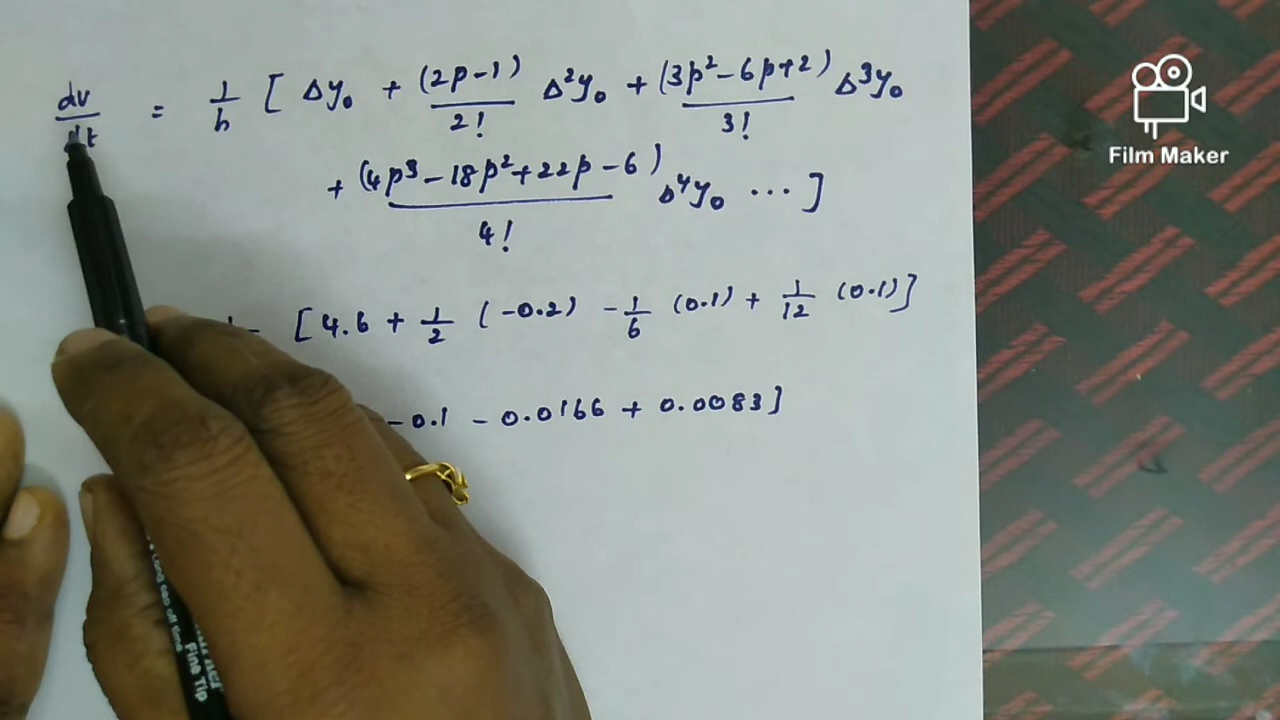 dv/dt = 1/h [ Δy₀ + (2p-1)/2! Δ²y₀ + (3p²-6p+2)/3! Δ³y₀
+ (4p³-18p²+22p-6)/4! Δ⁴y₀ ... ]
[4.6 + 1/2 (-0.2) - 1/6 (0.1) + 1/12 (0.1)]
-0.1 - 0.0166 + 0.0083]
Film Maker
Fine Tip